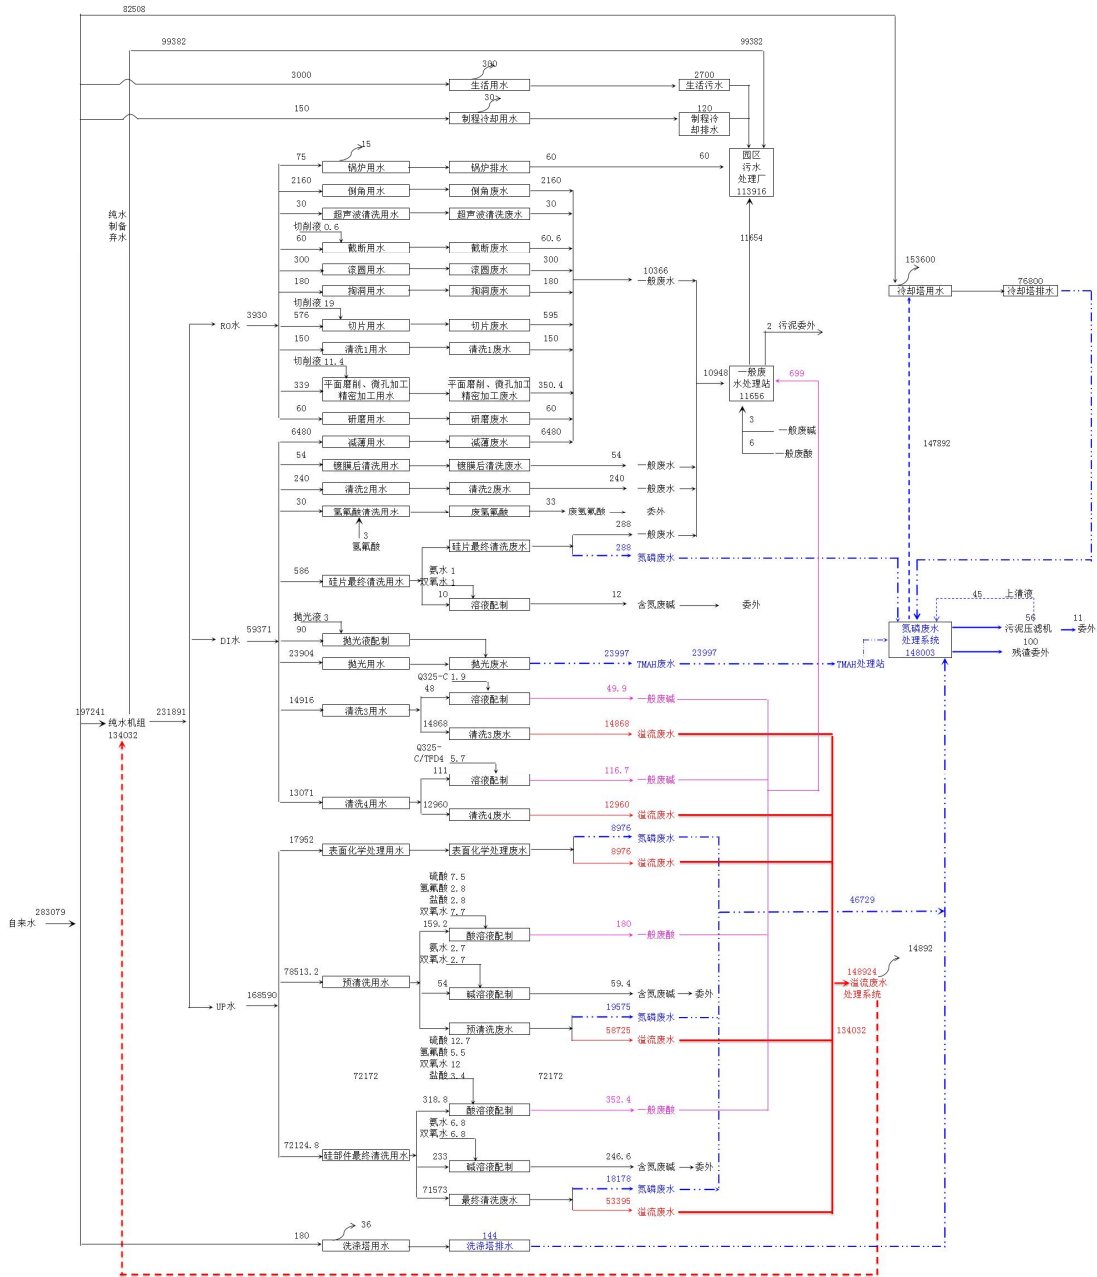 82508
99382
99382
3000
300
生活用水
2700
生活污水
150
30
制程冷却用水
120
制程冷
却排水
园区
污水
处理厂
113916
75
15
锅炉用水
锅炉排水
60
60
2160
倒角用水
倒角废水
2160
30
超声波清洗用水
超声波清洗废水
30
纯水
制备
弃水
切削液 0.6
60
截断用水
截断废水
60.6
11654
300
滚圆用水
滚圆废水
300
10366
一般废水
180
掏洞用水
掏洞废水
180
153600
冷却塔用水
76800
冷却塔排水
切削液 19
576
切片用水
切片废水
595
RO水
3930
2 污泥委外
150
清洗1用水
清洗1废水
150
切削液 11.4
339
平面磨削、微孔加工
精密加工用水
平面磨削、微孔加工
精密加工废水
350.4
10948
一般废
水处理站
11656
699
60
研磨用水
研磨废水
60
3
一般废碱
6
一般废酸
6480
减薄用水
减薄废水
6480
147892
54
镀膜后清洗用水
镀膜后清洗废水
54
一般废水
240
清洗2用水
清洗2废水
240
一般废水
30
氢氟酸清洗用水
废氢氟酸
33
废氢氟酸
委外
3
氢氟酸
288
一般废水
硅片最终清洗废水
288
氮磷废水
586
硅片最终清洗用水
氨水 1
双氧水 1
10
溶液配制
12
含氮废碱
委外
45
上清液
抛光液 3
90
抛光液配制
DI水
59371
氮磷废水
处理系统
148003
56
污泥压滤机
11
委外
100
残渣委外
23904
抛光用水
抛光废水
23997
TMAH废水
23997
TMAH处理站
Q325-C 1.9
48
溶液配制
49.9
一般废碱
14916
清洗3用水
14868
清洗3废水
14868
溢流废水
197241
纯水机组
134032
231891
Q325-
C/TFD4 5.7
111
溶液配制
116.7
一般废碱
13071
清洗4用水
12960
清洗4废水
12960
溢流废水
17952
表面化学处理用水
表面化学处理废水
8976
氮磷废水
8976
溢流废水
硫酸 7.5
氢氟酸 2.8
盐酸 2.8
双氧水 7.7
46729
自来水
283079
159.2
酸溶液配制
180
一般废酸
氨水 2.7
双氧水 2.7
14892
78513.2
预清洗用水
54
碱溶液配制
59.4
含氮废碱
委外
148924
溢流废水
处理系统
UP水
168590
预清洗废水
19575
氮磷废水
58725
溢流废水
134032
硫酸 12.7
氢氟酸 5.5
双氧水 12
盐酸 3.4
72172
72172
318.8
酸溶液配制
352.4
一般废酸
氨水 6.8
双氧水 6.8
72124.8
硅部件最终清洗用水
233
碱溶液配制
246.6
含氮废碱
委外
71573
最终清洗废水
18178
氮磷废水
53395
溢流废水
180
36
洗涤塔用水
144
洗涤塔排水